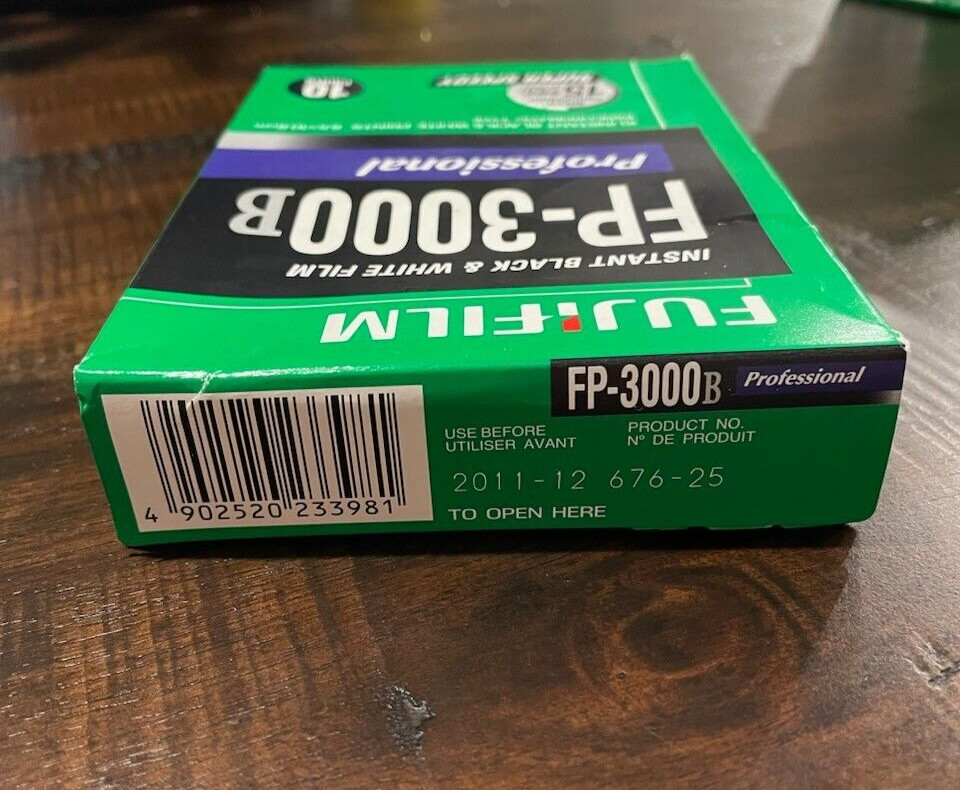 FUJIFILM
INSTANT BLACK & WHITE FILM
FP-3000B
Professional
10
FP-3000B Professional
USE BEFORE
UTILISER AVANT
PRODUCT NO.
N° DE PRODUIT
2011-12 676-25
TO OPEN HERE
4 902520 233981